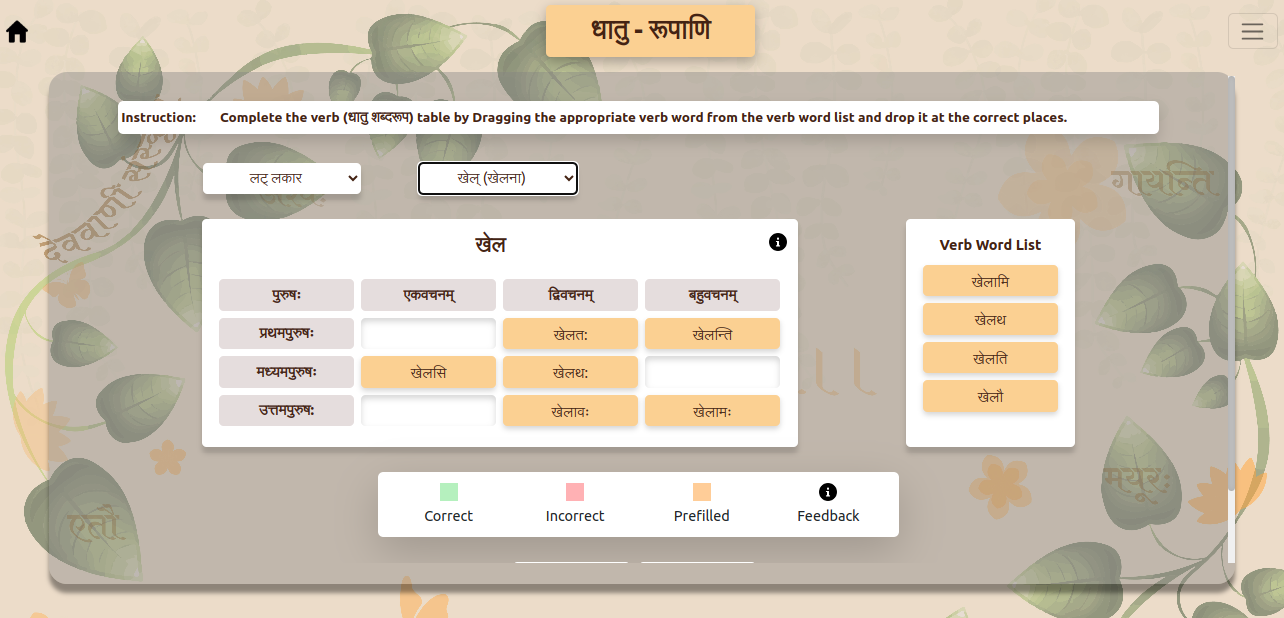 धातु - रूपाणि
Instruction: Complete the verb (धातु शब्दरूप) table by Dragging the appropriate verb word from the verb word list and drop it at the correct places.
लट् लकार खेल् (खेलना)
खेल
पुरुषः एकवचनम् द्विवचनम् बहुवचनम्
प्रथमपुरुषः खेलत: खेलन्ति
मध्यमपुरुषः खेलसि खेलथ:
उत्तमपुरुष: खेलावः खेलामः
Verb Word List
खेलामि
खेलथ
खेलति
खेलौ
Correct Incorrect Prefilled Feedback
गायन्ति
मयूरः
एतौ